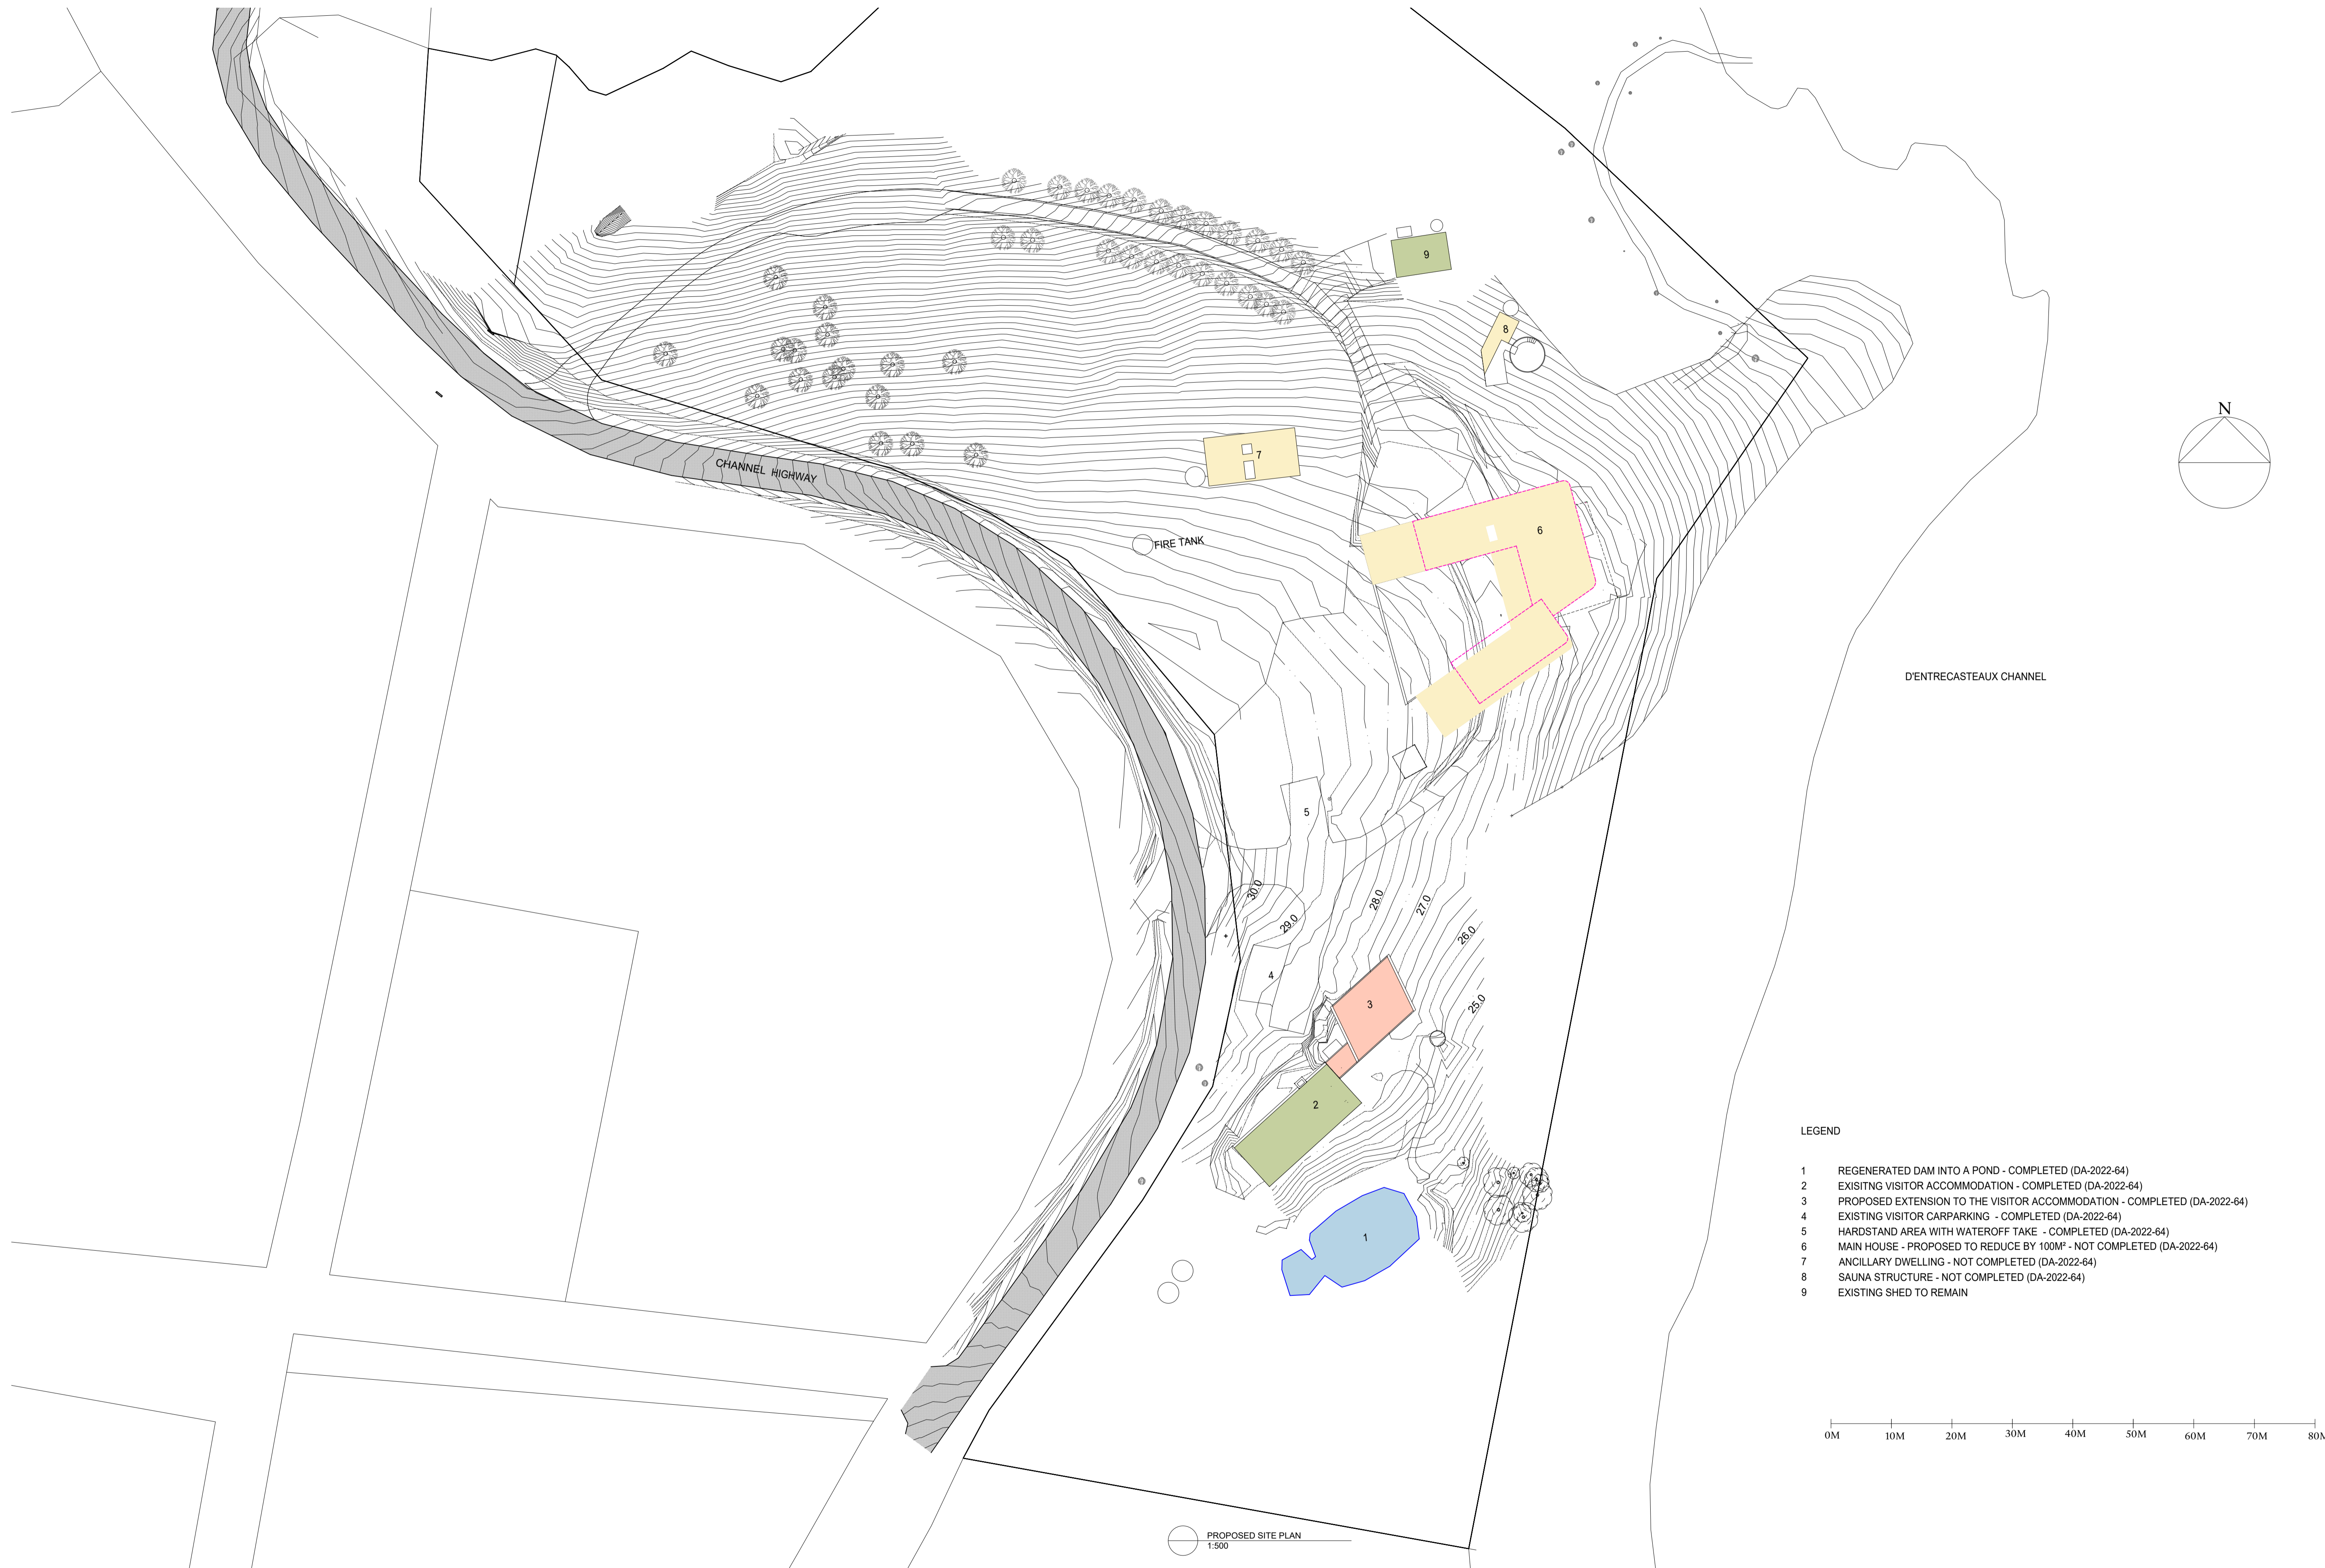 9
8
N
CHANNEL HIGHWAY
7
6
FIRE TANK
D'ENTRECASTEAUX CHANNEL
5
30.0
28.0
27.0
29.0
26.0
4
3
25.0
2
LEGEND
1 REGENERATED DAM INTO A POND - COMPLETED (DA-2022-64)
2 EXISITNG VISITOR ACCOMMODATION - COMPLETED (DA-2022-64)
3 PROPOSED EXTENSION TO THE VISITOR ACCOMMODATION - COMPLETED (DA-2022-64)
4 EXISTING VISITOR CARPARKING - COMPLETED (DA-2022-64)
5 HARDSTAND AREA WITH WATEROFF TAKE - COMPLETED (DA-2022-64)
6 MAIN HOUSE - PROPOSED TO REDUCE BY 100M² - NOT COMPLETED (DA-2022-64)
7 ANCILLARY DWELLING - NOT COMPLETED (DA-2022-64)
8 SAUNA STRUCTURE - NOT COMPLETED (DA-2022-64)
9 EXISTING SHED TO REMAIN
1
0M 10M 20M 30M 40M 50M 60M 70M 80M
PROPOSED SITE PLAN
1:500